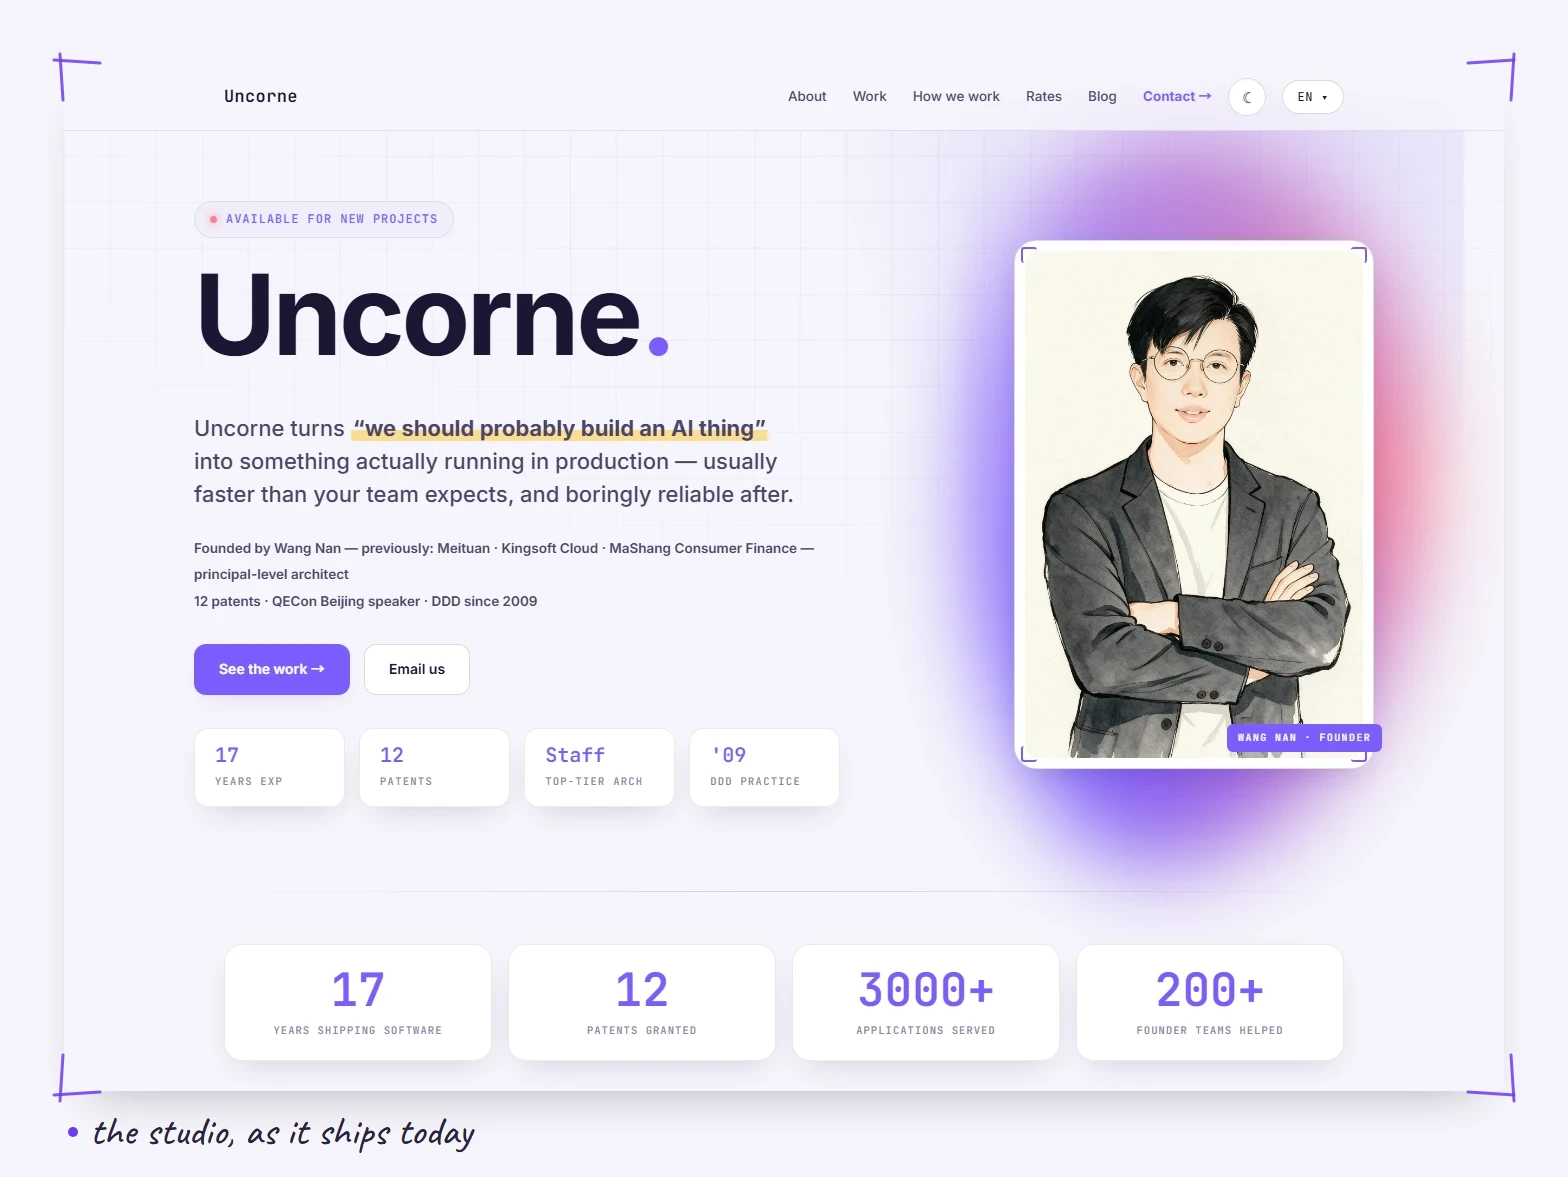 Uncorne
About Work How we work Rates Blog Contact → EN ▾
AVAILABLE FOR NEW PROJECTS
Uncorne.
Uncorne turns “we should probably build an AI thing”
into something actually running in production — usually
faster than your team expects, and boringly reliable after.
Founded by Wang Nan — previously: Meituan · Kingsoft Cloud · MaShang Consumer Finance —
principal-level architect
12 patents · QECon Beijing speaker · DDD since 2009
See the work → Email us
17
YEARS EXP
12
PATENTS
Staff
TOP-TIER ARCH
'09
DDD PRACTICE
WANG NAN · FOUNDER
17
YEARS SHIPPING SOFTWARE
12
PATENTS GRANTED
3000+
APPLICATIONS SERVED
200+
FOUNDER TEAMS HELPED
the studio, as it ships today